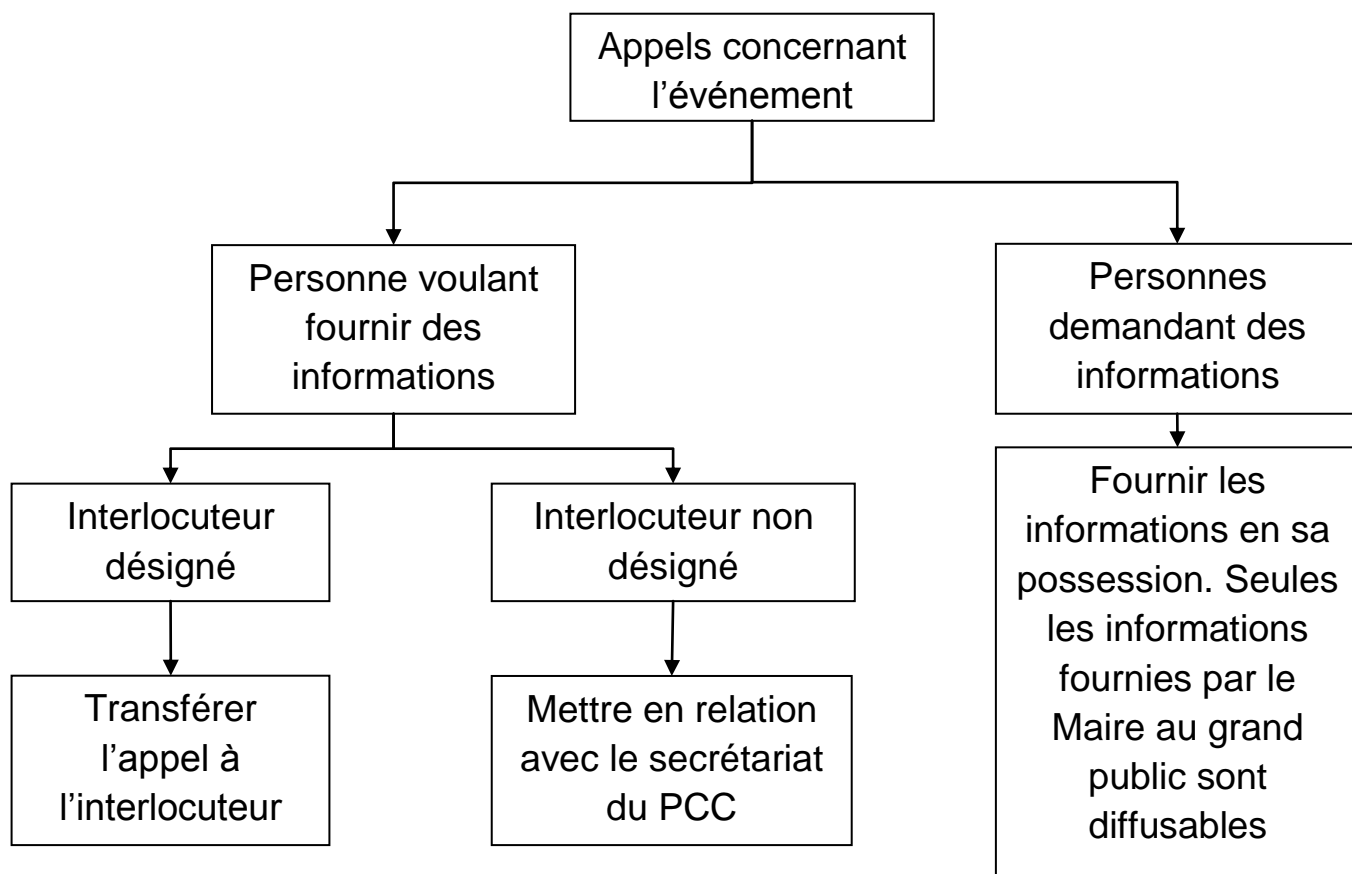 Appels concernant
l’événement
Personne voulant
fournir des
informations
Personnes
demandant des
informations
Interlocuteur
désigné
Interlocuteur non
désigné
Fournir les
informations en sa
possession. Seules
les informations
fournies par le
Maire au grand
public sont
diffusables
Transférer
l’appel à
l’interlocuteur
Mettre en relation
avec le secrétariat
du PCC